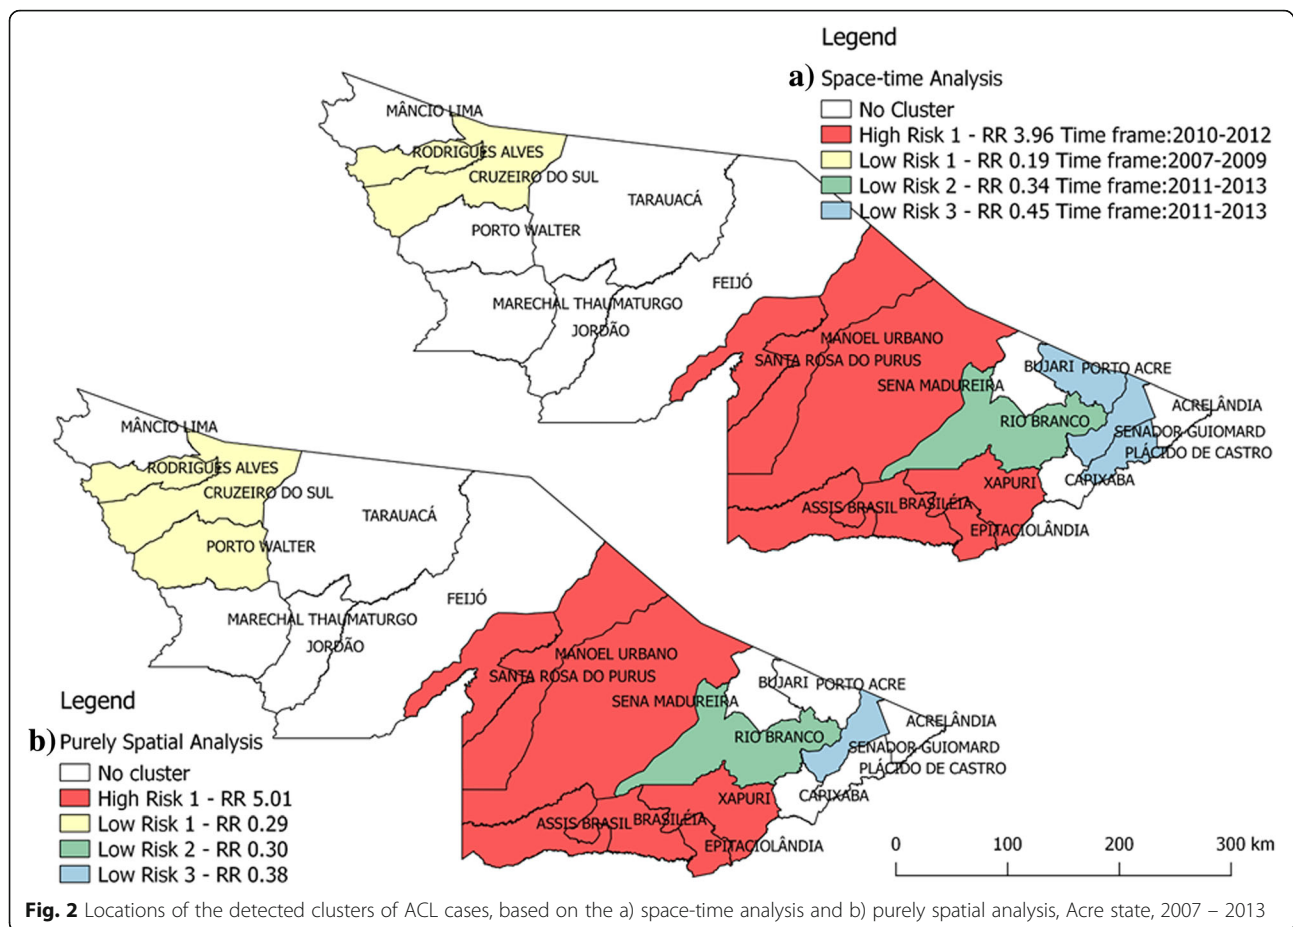 Legend
a) Space-time Analysis
No Cluster
High Risk 1 - RR 3.96 Time frame:2010-2012
Low Risk 1 - RR 0.19 Time frame:2007-2009
Low Risk 2 - RR 0.34 Time frame:2011-2013
Low Risk 3 - RR 0.45 Time frame:2011-2013
MÂNCIO LIMA
RODRIGUES ALVES
CRUZEIRO DO SUL
TARAUACÁ
PORTO WALTER
FEIJÓ
MARECHAL THAUMATURGO
JORDÃO
MANOEL URBANO
SANTA ROSA DO PURUS
BUJARI
PORTO ACRE
SENA MADUREIRA
ACRELÂNDIA
RIO BRANCO
SENADOR GUIOMARD
PLÁCIDO DE CASTRO
XAPURI
CAPIXABA
ASSIS BRASIL
BRASILÉIA
EPITACIOLÂNDIA
MÂNCIO LIMA
RODRIGUES ALVES
CRUZEIRO DO SUL
TARAUACÁ
PORTO WALTER
FEIJÓ
MARECHAL THAUMATURGO
JORDÃO
MANOEL URBANO
SANTA ROSA DO PURUS
BUJARI
PORTO ACRE
SENA MADUREIRA
ACRELÂNDIA
RIO BRANCO
SENADOR GUIOMARD
PLÁCIDO DE CASTRO
XAPURI
CAPIXABA
ASSIS BRASIL
BRASILÉIA
EPITACIOLÂNDIA
Legend
b) Purely Spatial Analysis
No cluster
High Risk 1 - RR 5.01
Low Risk 1 - RR 0.29
Low Risk 2 - RR 0.30
Low Risk 3 - RR 0.38
0 100 200 300 km
Fig. 2 Locations of the detected clusters of ACL cases, based on the a) space-time analysis and b) purely spatial analysis, Acre state, 2007 – 2013